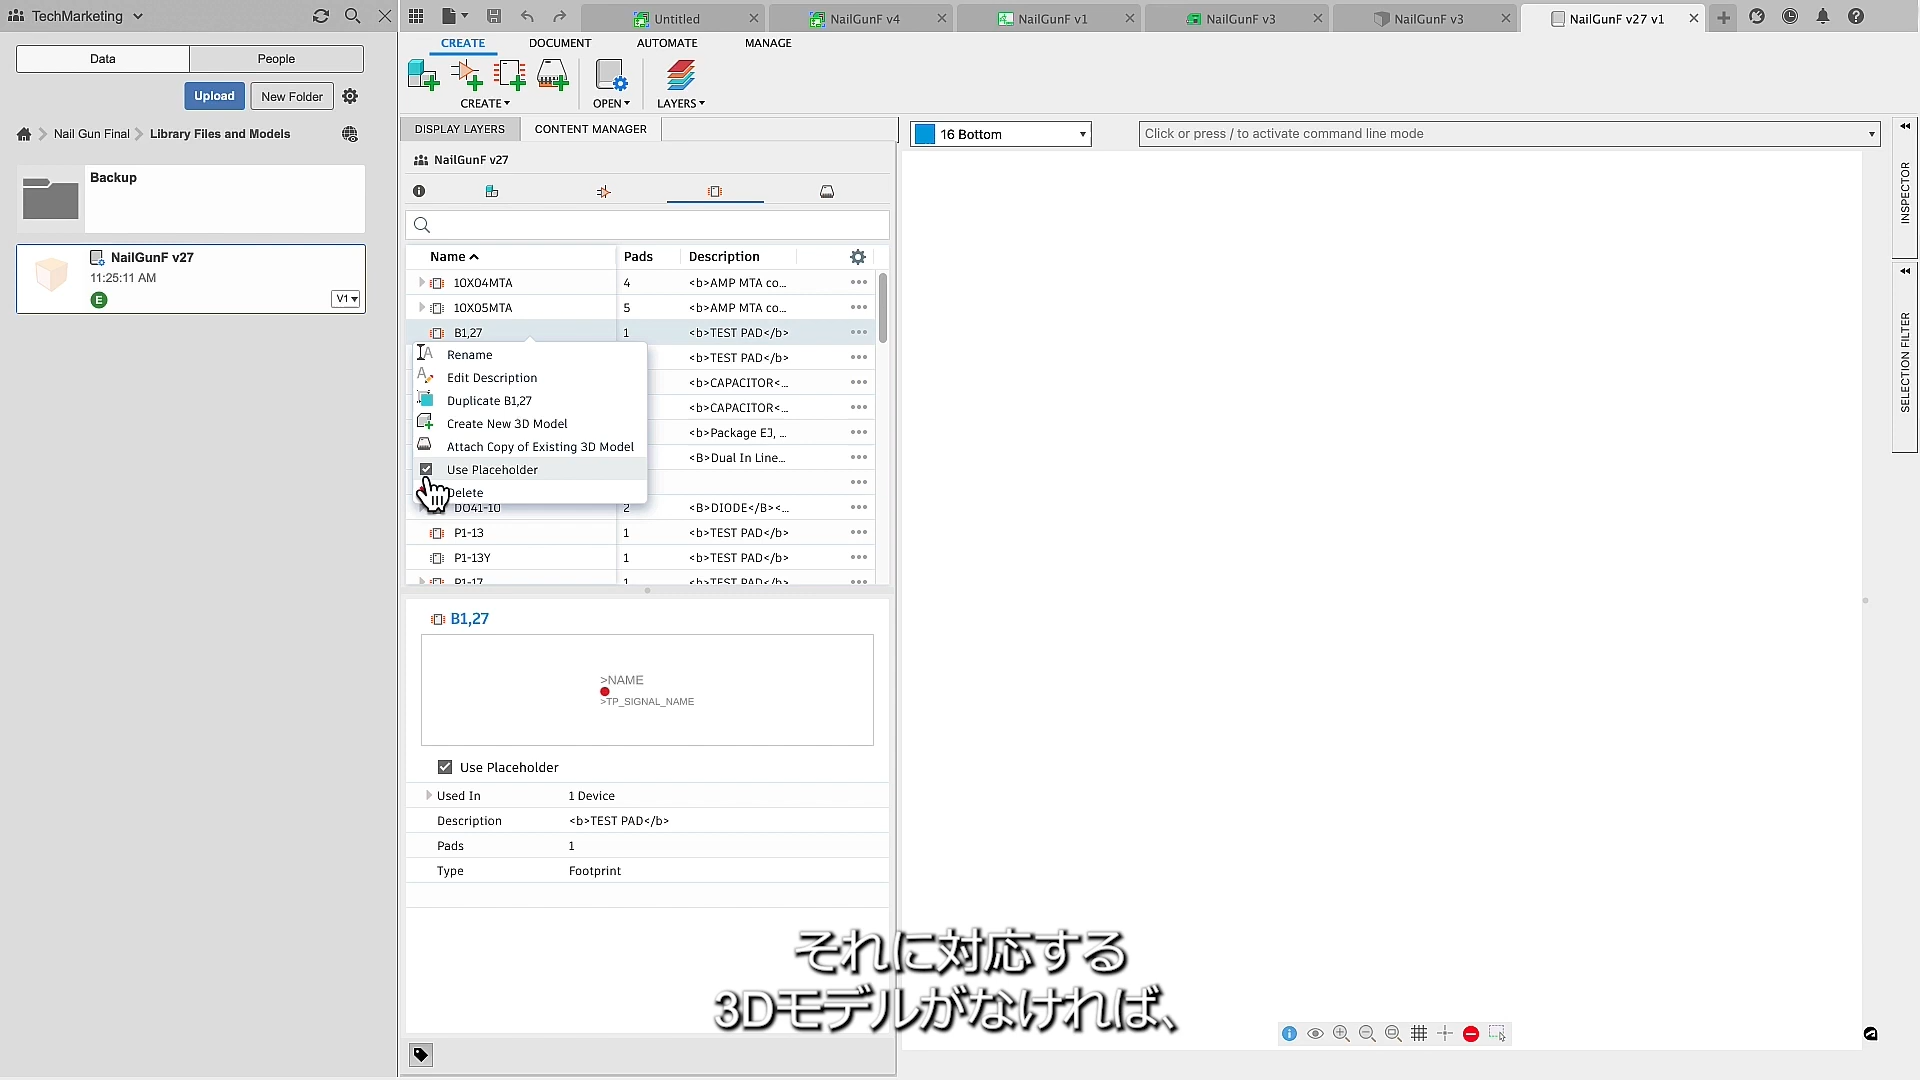 TechMarketing
Untitled
NailGunF v4
NailGunF v1
NailGunF v3
NailGunF v3
NailGunF v27 v1
Data
People
Upload
New Folder
Nail Gun Final
Library Files and Models
Backup
NailGunF v27
11:25:11 AM
E
V1
CREATE
DOCUMENT
AUTOMATE
MANAGE
CREATE
OPEN
LAYERS
DISPLAY LAYERS
CONTENT MANAGER
16 Bottom
Click or press / to activate command line mode
INSPECTOR
SELECTION FILTER
NailGunF v27
Name
Pads
Description
10X04MTA
4
<b>AMP MTA co...
10X05MTA
5
<b>AMP MTA co...
B1,27
1
<b>TEST PAD</b>
<b>TEST PAD</b>
<b>CAPACITOR<...
<b>CAPACITOR<...
<b>Package EJ, ...
<B>Dual In Line...
Rename
Edit Description
Duplicate B1,27
Create New 3D Model
Attach Copy of Existing 3D Model
Use Placeholder
Delete
DO41-10
2
<B>DIODE</B><...
P1-13
1
<b>TEST PAD</b>
P1-13Y
1
<b>TEST PAD</b>
P1-17
1
<b>TEST PAD</b>
B1,27
>NAME
>TP_SIGNAL_NAME
Use Placeholder
Used In
1 Device
Description
<b>TEST PAD</b>
Pads
1
Type
Footprint
それに対応する
3Dモデルがなければ、